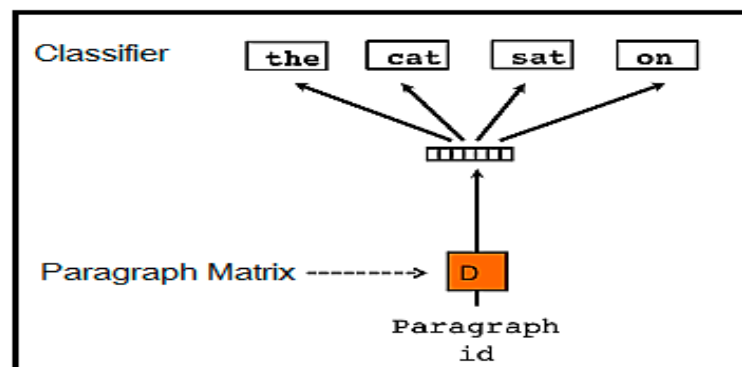 Classifier the cat sat on
Paragraph Matrix D
Paragraph
id